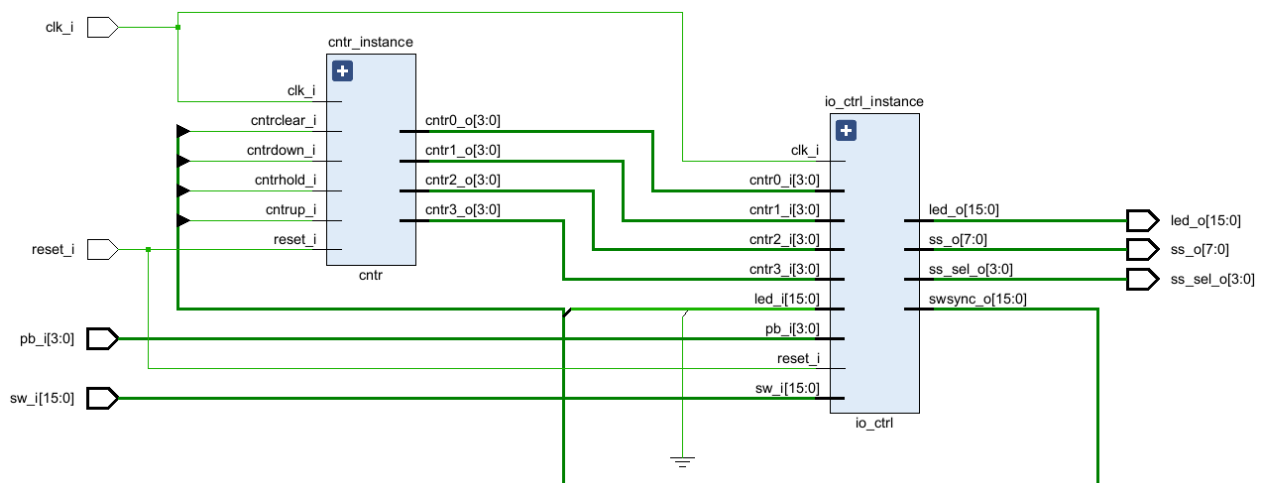 clk_i
cntr_instance
clk_i
cntrclear_i
cntrdown_i
cntrhold_i
cntrup_i
reset_i
cntr0_o[3:0]
cntr1_o[3:0]
cntr2_o[3:0]
cntr3_o[3:0]
cntr
reset_i
pb_i[3:0]
sw_i[15:0]
io_ctrl_instance
clk_i
cntr0_i[3:0]
cntr1_i[3:0]
cntr2_i[3:0]
cntr3_i[3:0]
led_i[15:0]
pb_i[3:0]
reset_i
sw_i[15:0]
led_o[15:0]
ss_o[7:0]
ss_sel_o[3:0]
swsync_o[15:0]
io_ctrl
led_o[15:0]
ss_o[7:0]
ss_sel_o[3:0]